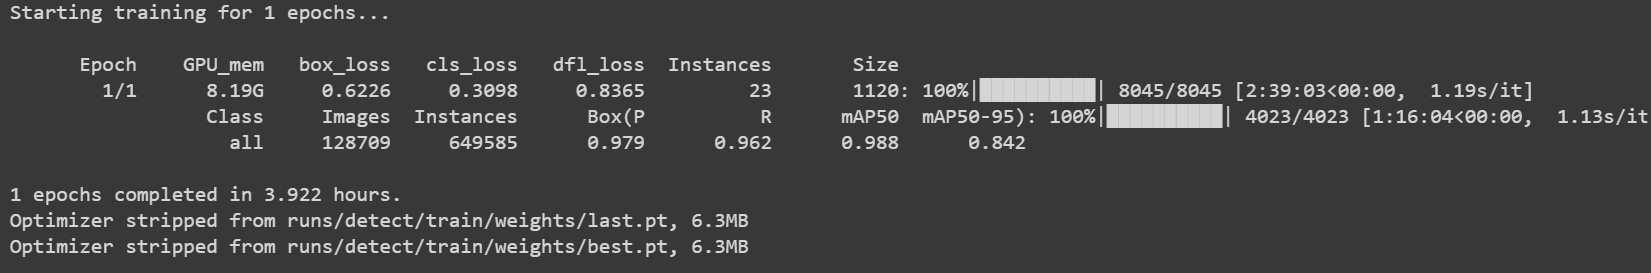 Starting training for 1 epochs...
Epoch GPU_mem box_loss cls_loss dfl_loss Instances Size
1/1 8.19G 0.6226 0.3098 0.8365 23 1120: 100%|██████████| 8045/8045 [2:39:03<00:00, 1.19s/it]
Class Images Instances Box(P R mAP50 mAP50-95): 100%|██████████| 4023/4023 [1:16:04<00:00, 1.13s/it
all 128709 649585 0.979 0.962 0.988 0.842
1 epochs completed in 3.922 hours.
Optimizer stripped from runs/detect/train/weights/last.pt, 6.3MB
Optimizer stripped from runs/detect/train/weights/best.pt, 6.3MB